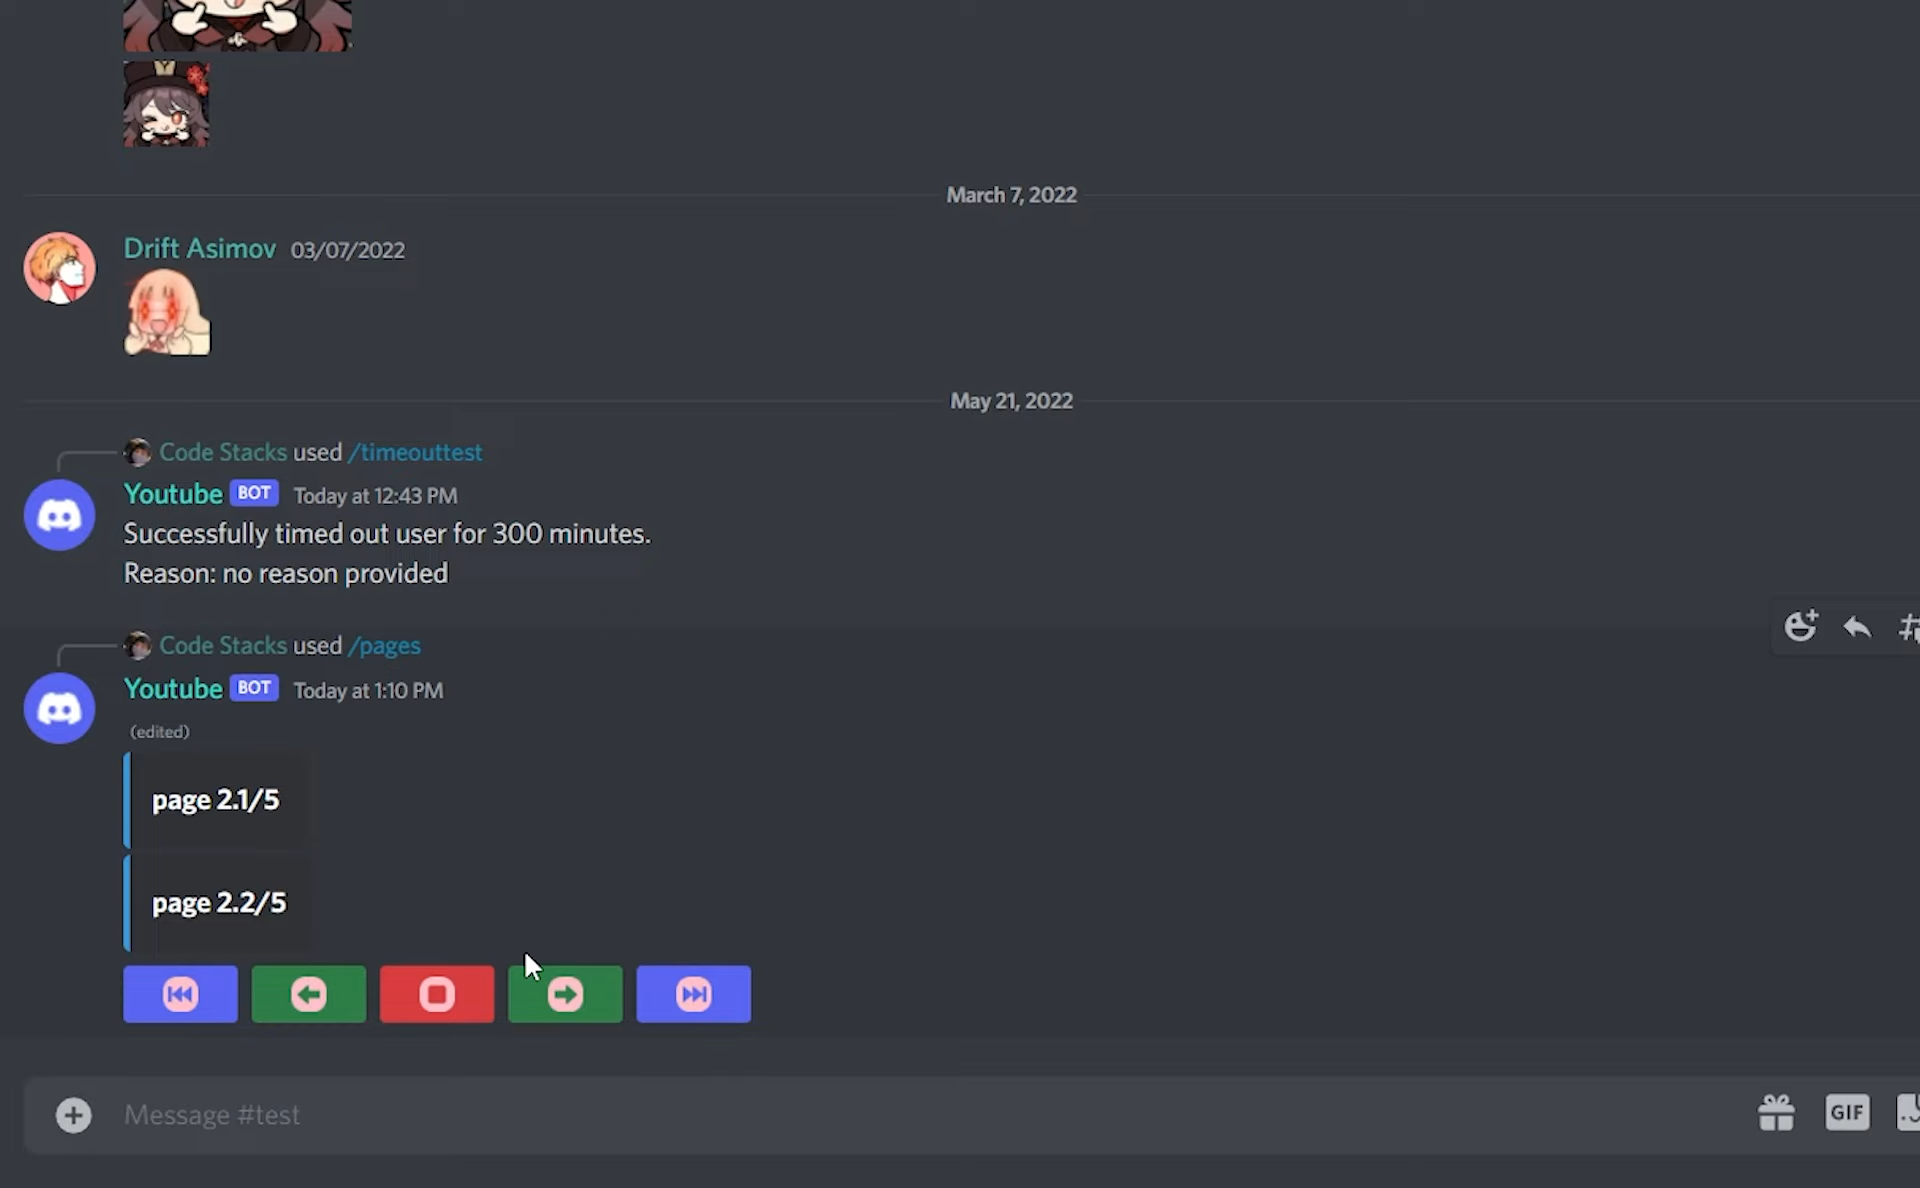 March 7, 2022
Drift Asimov 03/07/2022
May 21, 2022
Code Stacks used /timeouttest
Youtube BOT Today at 12:43 PM
Successfully timed out user for 300 minutes.
Reason: no reason provided
Code Stacks used /pages
Youtube BOT Today at 1:10 PM
(edited)
page 2.1/5
page 2.2/5
Message #test
GIF